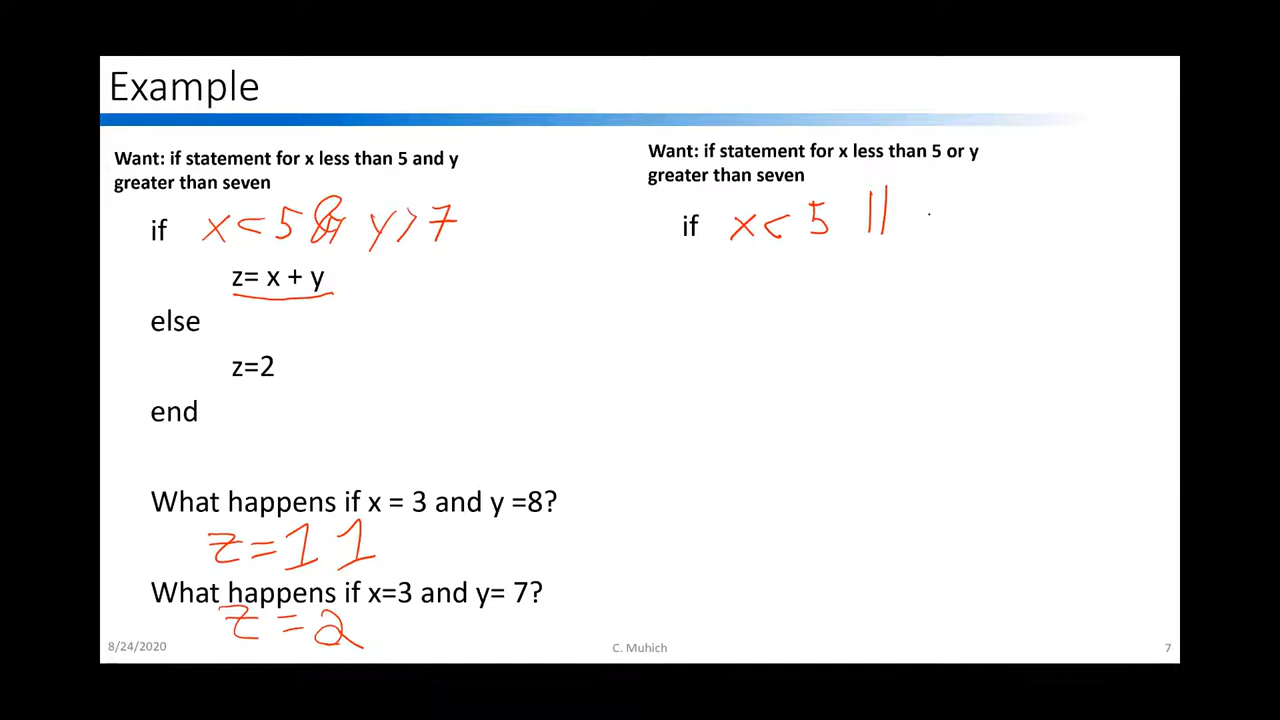 Example
Want: if statement for x less than 5 and y
greater than seven
if x < 5 && y > 7
z= x + y
else
z=2
end
What happens if x = 3 and y =8?
z = 11
What happens if x=3 and y= 7?
z = 2
Want: if statement for x less than 5 or y
greater than seven
if x < 5 ||
8/24/2020
C. Muhich
7